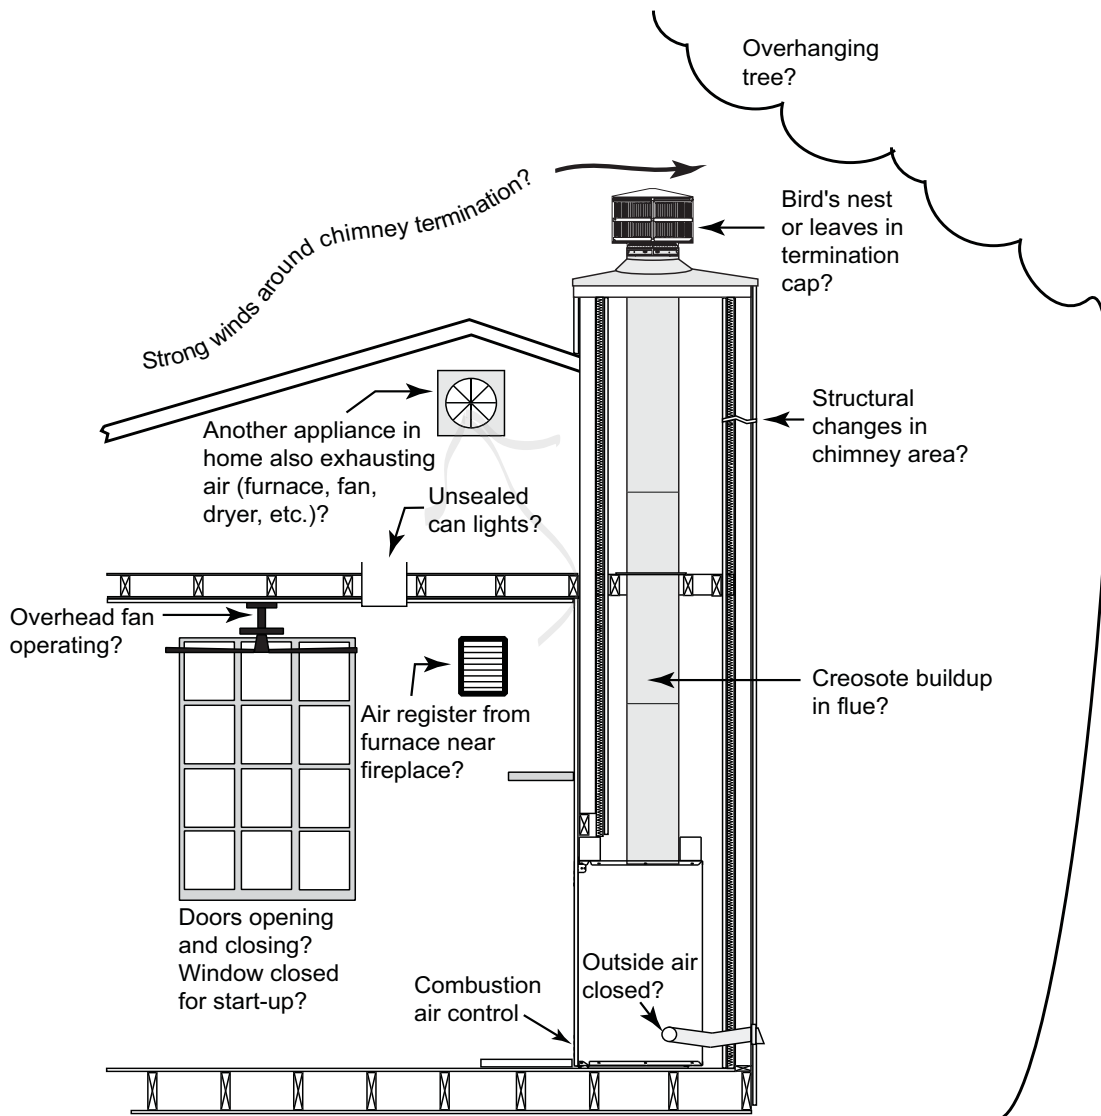 Overhanging
tree?
Strong winds around chimney termination?
Bird's nest
or leaves in
termination
cap?
Structural
changes in
chimney area?
Another appliance in
home also exhausting
air (furnace, fan,
dryer, etc.)?
Unsealed
can lights?
Overhead fan
operating?
Air register from
furnace near
fireplace?
Creosote buildup
in flue?
Doors opening
and closing?
Window closed
for start-up?
Combustion
air control
Outside air
closed?